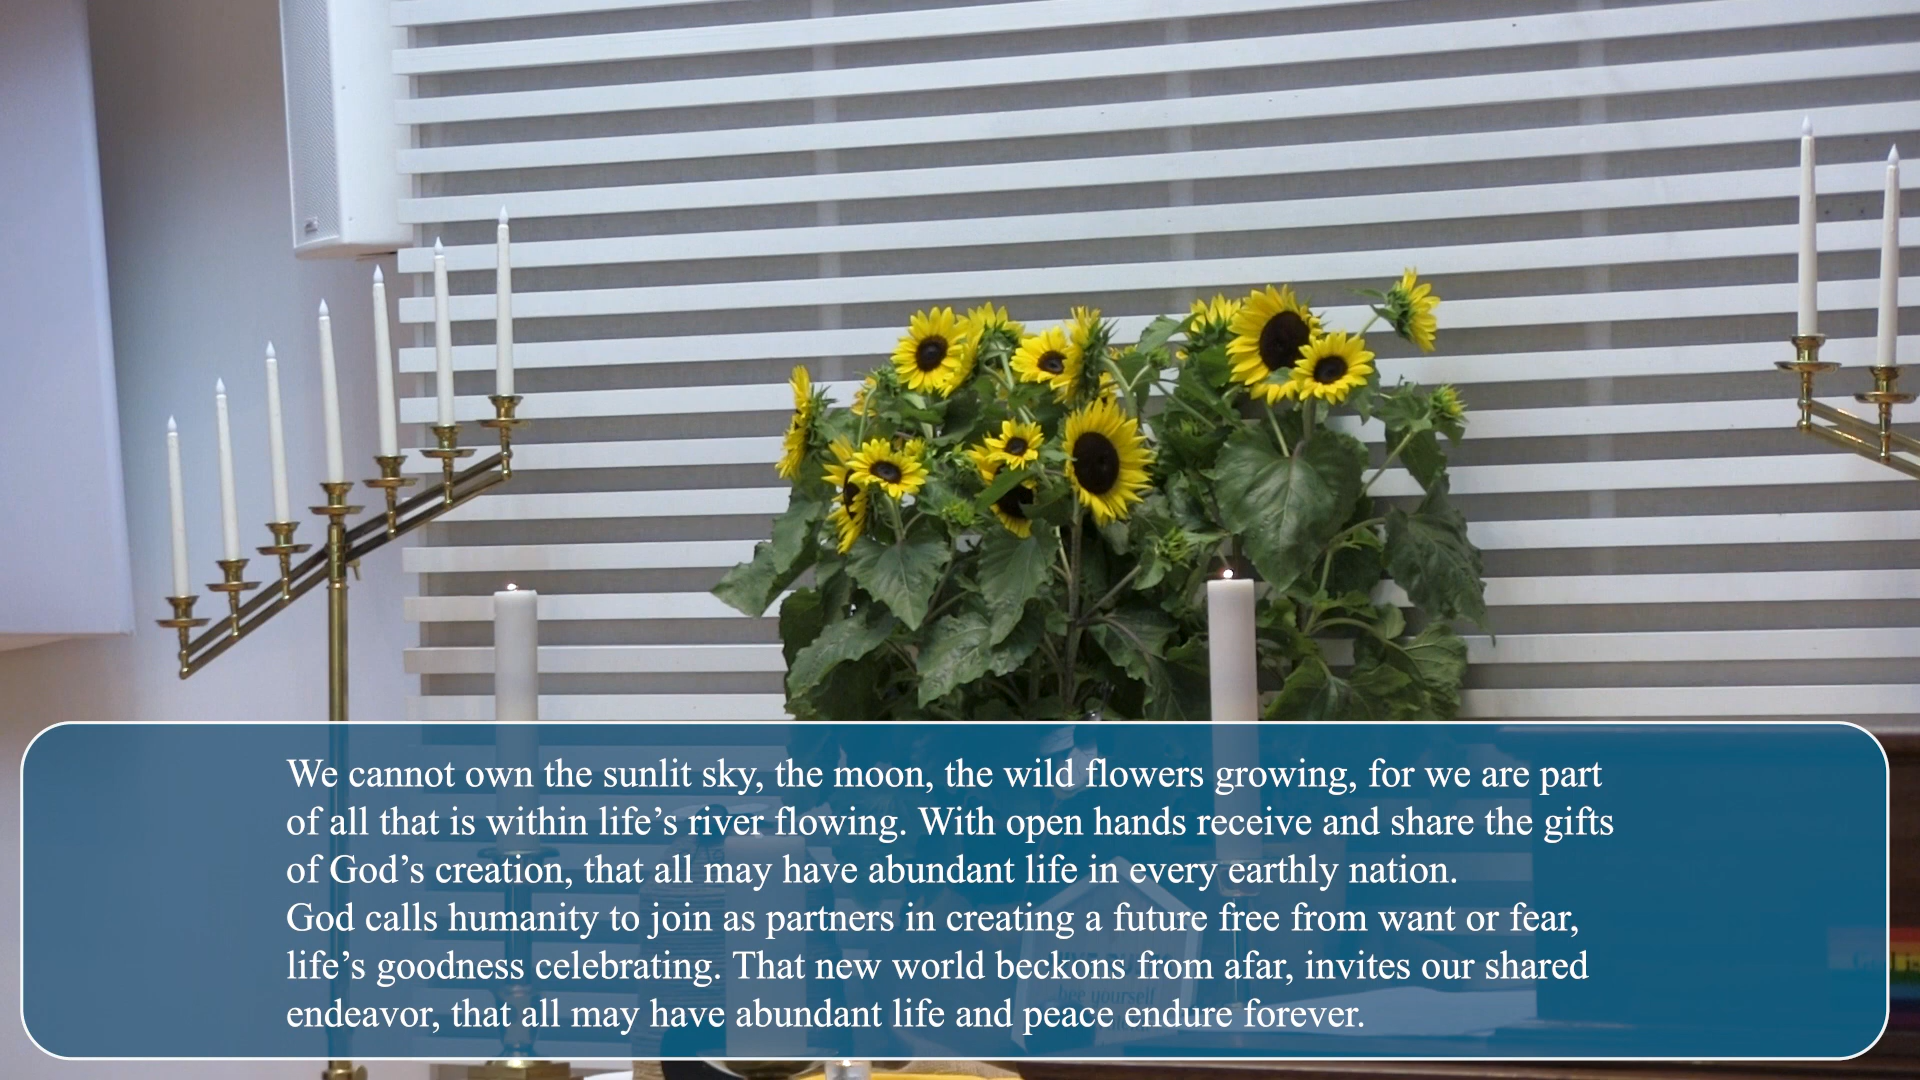 We cannot own the sunlit sky, the moon, the wild flowers growing, for we are part
of all that is within life’s river flowing. With open hands receive and share the gifts
of God’s creation, that all may have abundant life in every earthly nation.
God calls humanity to join as partners in creating a future free from want or fear,
life’s goodness celebrating. That new world beckons from afar, invites our shared
endeavor, that all may have abundant life and peace endure forever.
bee yourself